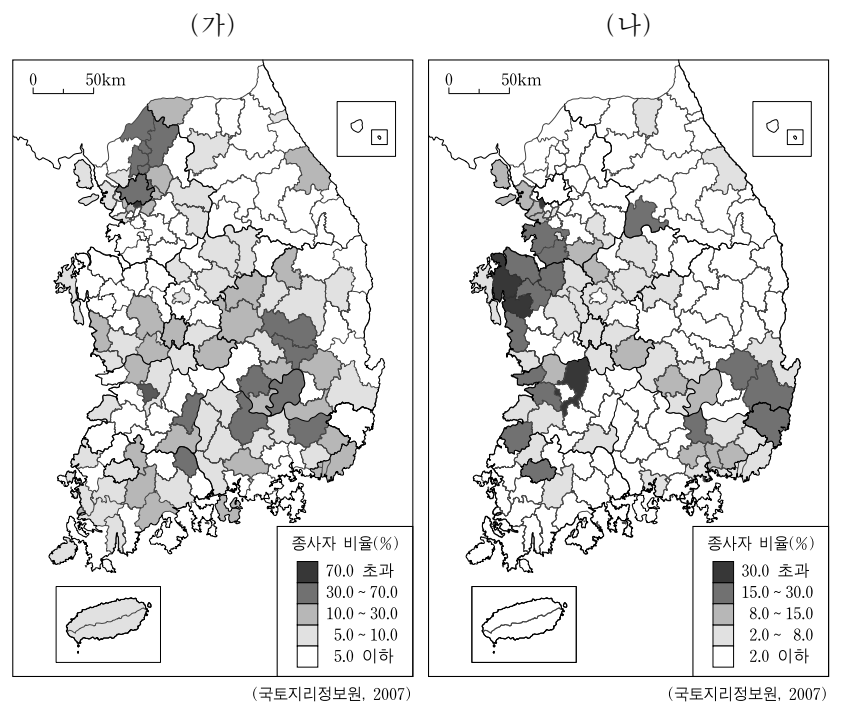 (가)
(나)
0 50km
0 50km
종사자 비율(%)
70.0 초과
30.0 ~ 70.0
10.0 ~ 30.0
5.0 ~ 10.0
5.0 이하
종사자 비율(%)
30.0 초과
15.0 ~ 30.0
8.0 ~ 15.0
2.0 ~ 8.0
2.0 이하
(국토지리정보원, 2007)
(국토지리정보원, 2007)